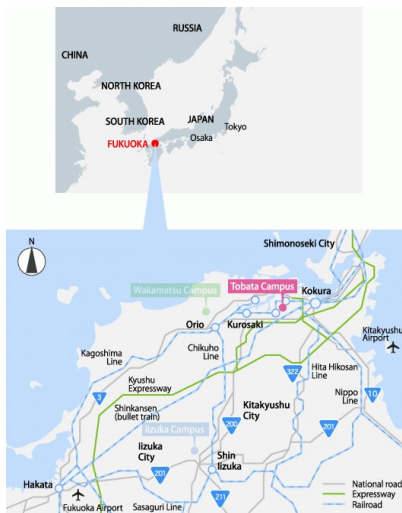 RUSSIA
CHINA
NORTH KOREA
SOUTH KOREA
JAPAN
Tokyo
Osaka
FUKUOKA
N
Shimonoseki City
Wakamatsu Campus
Tobata Campus
Kokura
Orio
Kurosaki
Kitakyushu
Airport
Chikuho
Line
Kagoshima
Line
Kyushu
Expressway
322
Hita Hikosan
Line
3
Shinkansen
(bullet train)
Nippo
Line
10
Kitakyushu
City
200
201
Iizuka Campus
Iizuka
City
Shin
Iizuka
201
Hakata
Fukuoka Airport
Sasaguri Line
211
National road
Expressway
Railroad